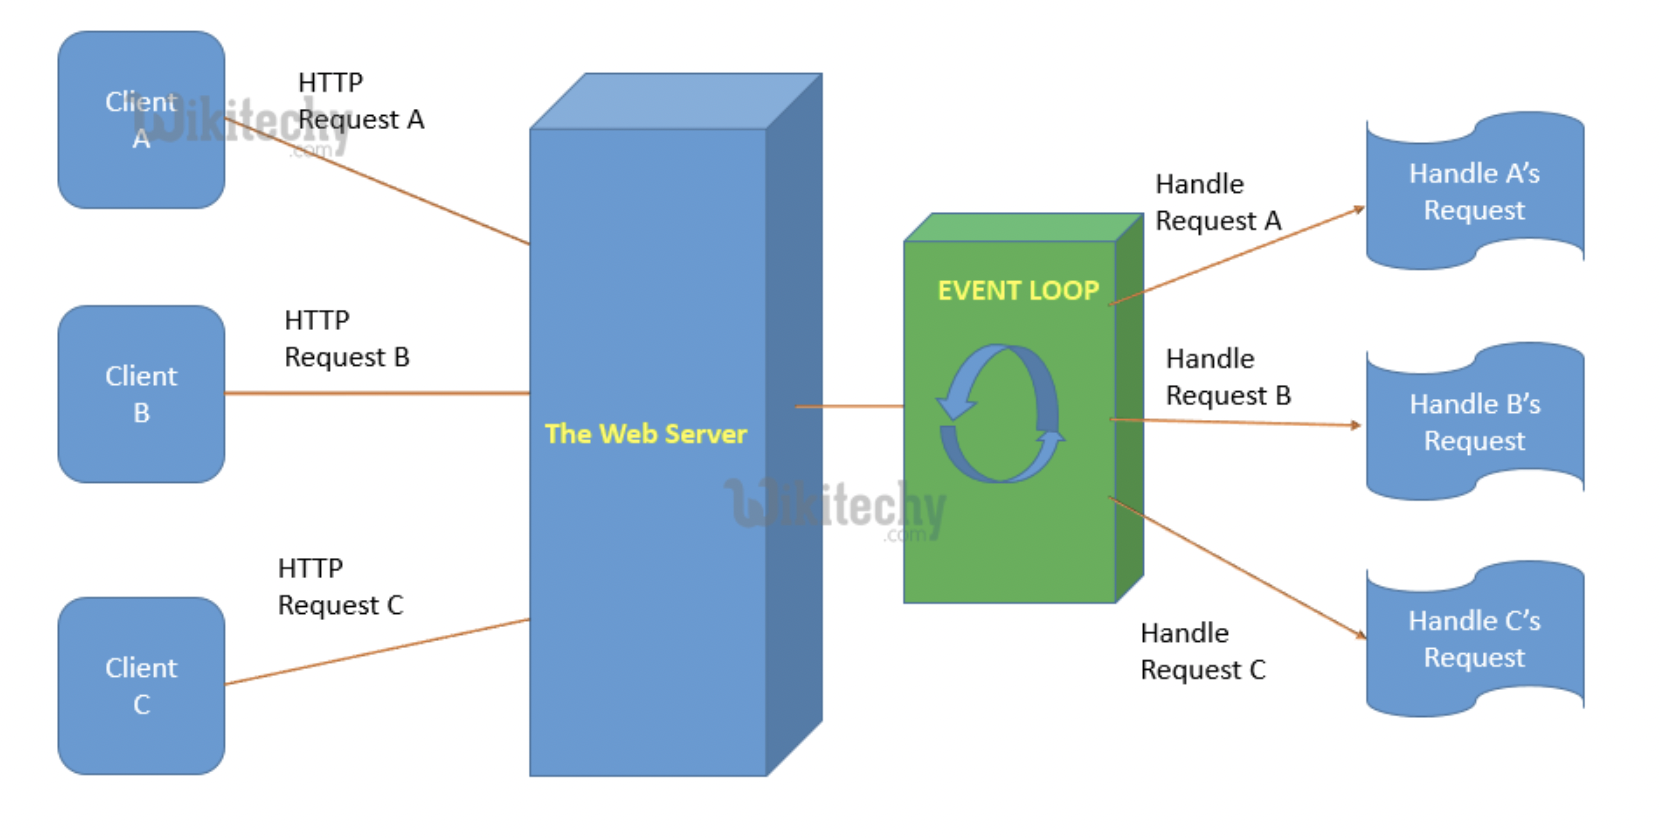 Client
A
HTTP
Request A
Wikitechy
.com
Client
B
HTTP
Request B
Client
C
HTTP
Request C
The Web Server
Wikitechy
.com
EVENT LOOP
Handle
Request A
Handle
Request B
Handle
Request C
Handle A’s
Request
Handle B’s
Request
Handle C’s
Request